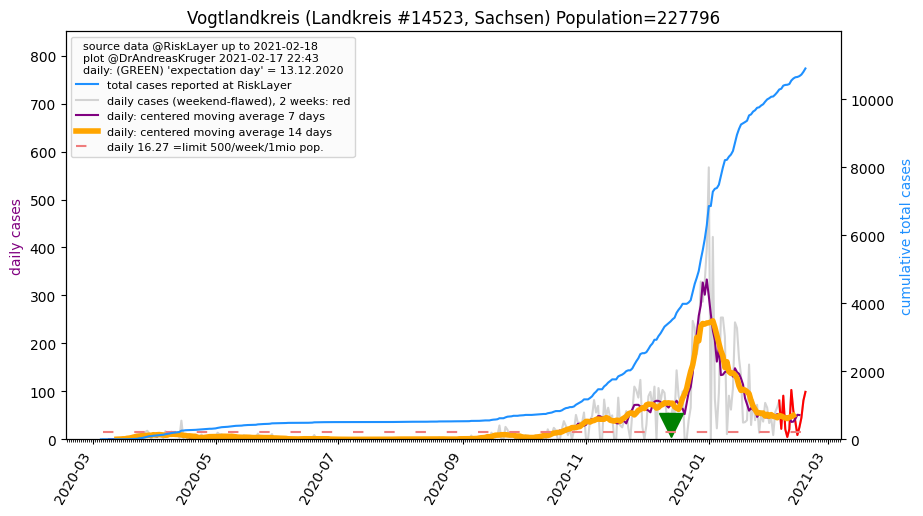 Vogtlandkreis (Landkreis #14523, Sachsen) Population=227796
source data @RiskLayer up to 2021-02-18
plot @DrAndreasKruger 2021-02-17 22:43
daily: (GREEN) 'expectation day' = 13.12.2020
total cases reported at RiskLayer
daily cases (weekend-flawed), 2 weeks: red
daily: centered moving average 7 days
daily: centered moving average 14 days
daily 16.27 =limit 500/week/1mio pop.
daily cases
800
700
600
500
400
300
200
100
0
cumulative total cases
10000
8000
6000
4000
2000
0
2020-03
2020-05
2020-07
2020-09
2020-11
2021-01
2021-03